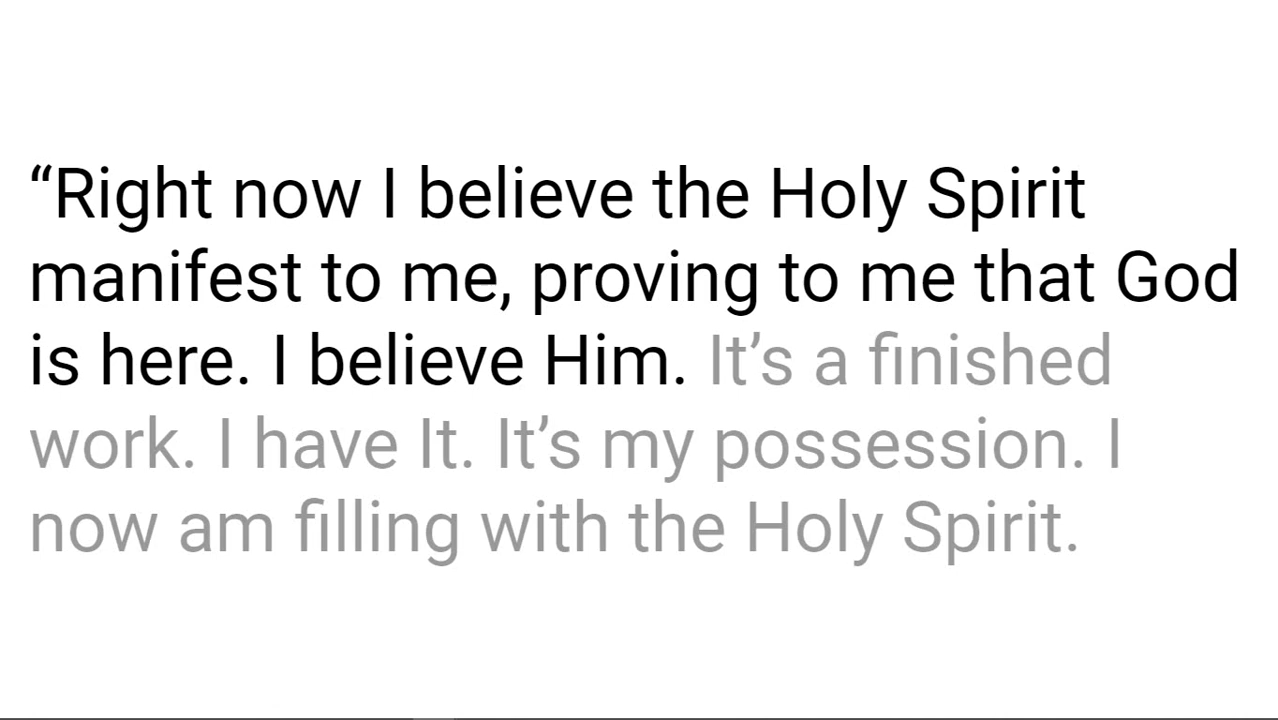 “Right now I believe the Holy Spirit
manifest to me, proving to me that God
is here. I believe Him. It’s a finished
work. I have It. It’s my possession. I
now am filling with the Holy Spirit.